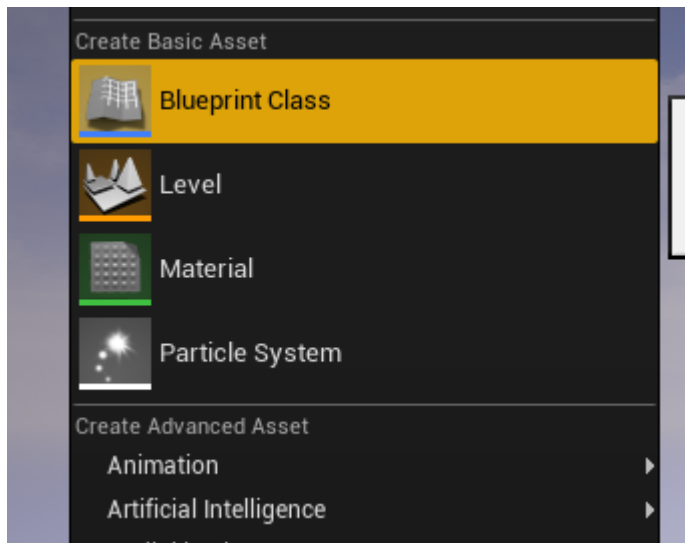 Create Basic Asset
Blueprint Class
Level
Material
Particle System
Create Advanced Asset
Animation
Artificial Intelligence